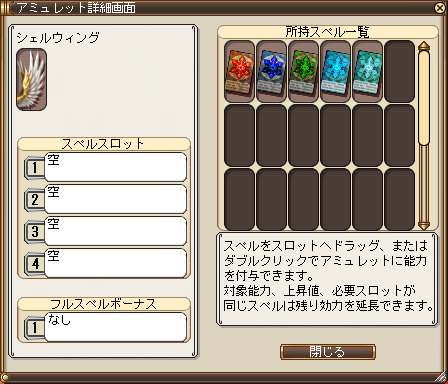 アミュレット詳細画面
シェルウィング
スペルスロット
1 空
2 空
3 空
4 空
フルスペルボーナス
1 なし
所持スペル一覧
スペルをスロットへドラッグ、または
ダブルクリックでアミュレットに能力
を付与できます。
対象能力、上昇値、必要スロットが
同じスペルは残り効力を延長できます。
閉じる